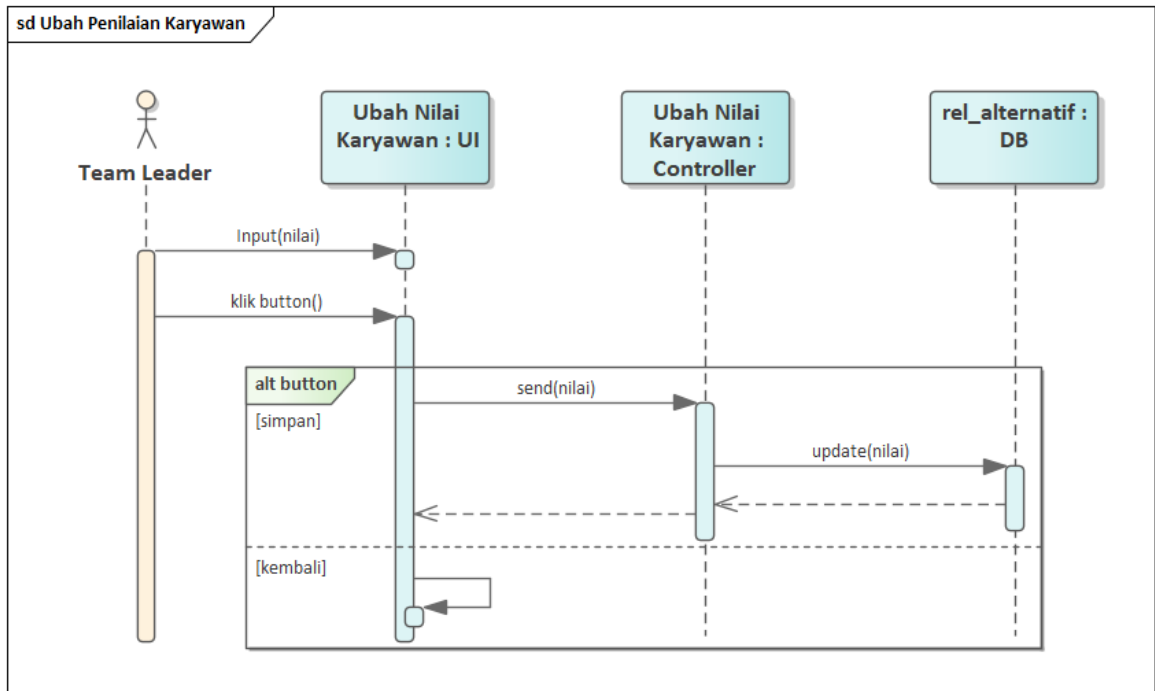 sd Ubah Penilaian Karyawan
Team Leader
Ubah Nilai
Karyawan : UI
Ubah Nilai
Karyawan :
Controller
rel_alternatif :
DB
Input(nilai)
klik button()
alt button
[simpan]
send(nilai)
update(nilai)
[kembali]